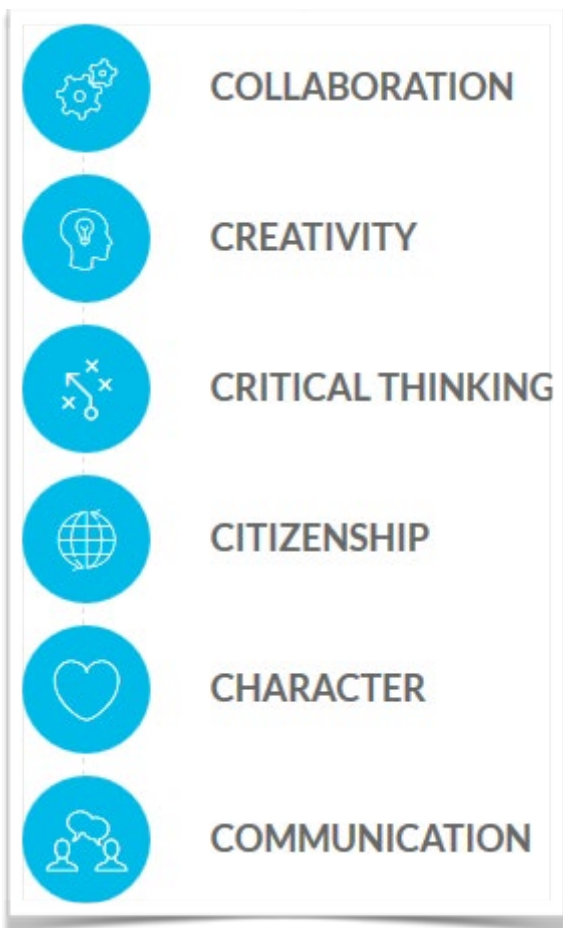 COLLABORATION
CREATIVITY
CRITICAL THINKING
CITIZENSHIP
CHARACTER
COMMUNICATION